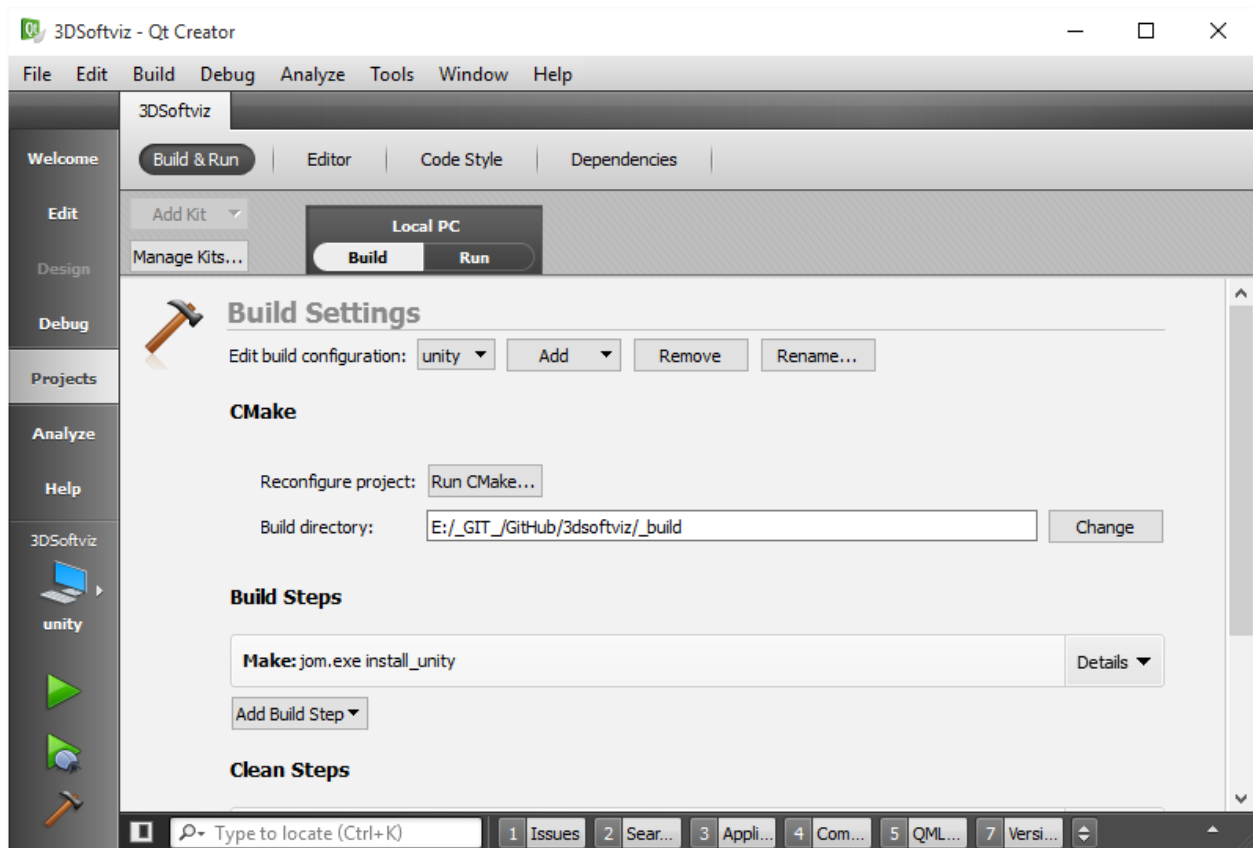 Qt 3DSoftviz - Qt Creator
File Edit Build Debug Analyze Tools Window Help
3DSoftviz
Welcome
Edit
Design
Debug
Projects
Analyze
Help
3DSoftviz
unity
Build & Run Editor Code Style Dependencies
Add Kit
Manage Kits...
Local PC
Build Run
Build Settings
Edit build configuration: unity Add Remove Rename...
CMake
Reconfigure project: Run CMake...
Build directory: E:/_GIT_/GitHub/3dsoftviz/_build Change
Build Steps
Make: jom.exe install_unity Details
Add Build Step
Clean Steps
Type to locate (Ctrl+K) 1 Issues 2 Sear... 3 Appli... 4 Com... 5 QML... 7 Versi...